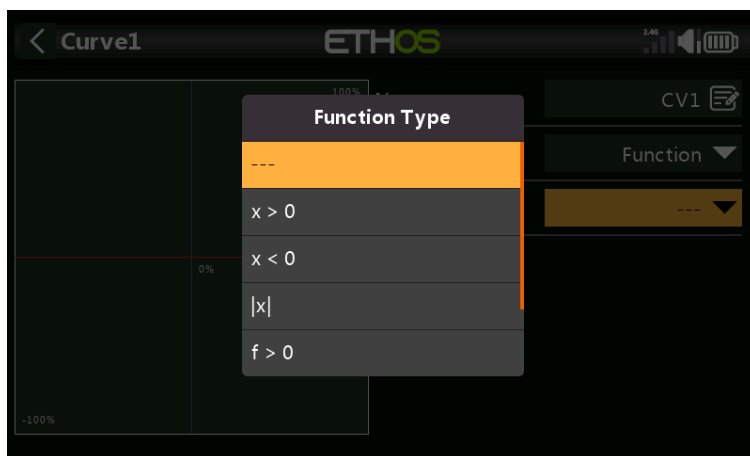 Curve1
ETHOS
2.4G
100%
0%
-100%
CV1
Function
---
Function Type
---
x > 0
x < 0
|x|
f > 0